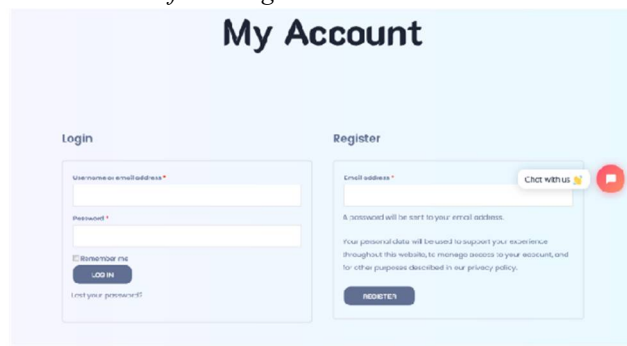 My Account
Login
Username or email address *
Password *
Remember me
LOG IN
Lost your password?
Register
Email address *
A password will be sent to your email address.
Your personal data will be used to support your experience
throughout this website, to manage access to your account, and
for other purposes described in our privacy policy.
REGISTER
Chat with us 👋